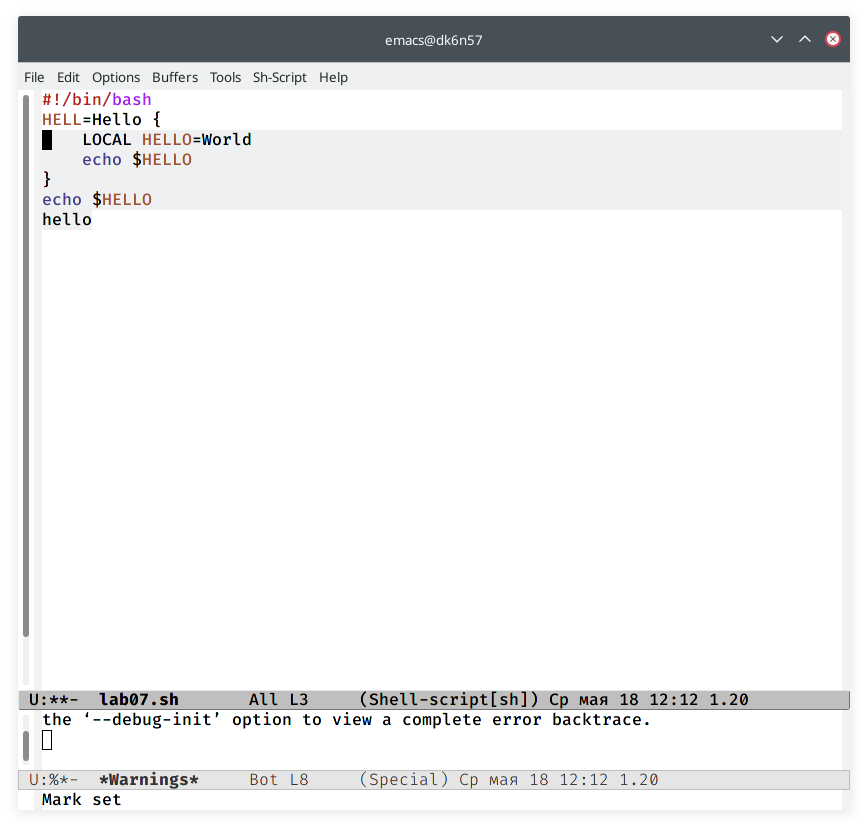 emacs@dk6n57
File Edit Options Buffers Tools Sh-Script Help
#!/bin/bash
HELL=Hello {
    LOCAL HELLO=World
    echo $HELLO
}
echo $HELLO
hello
U:**-  lab07.sh       All L3     (Shell-script[sh]) Ср мая 18 12:12 1.20
the ‘--debug-init’ option to view a complete error backtrace.
U:%*-  *Warnings*     Bot L8     (Special) Ср мая 18 12:12 1.20
Mark set